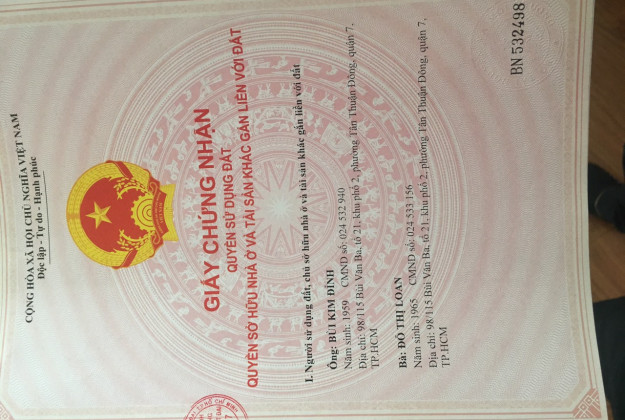 CỘNG HÒA XÃ HỘI CHỦ NGHĨA VIỆT NAM
Độc lập - Tự do - Hạnh phúc
GIẤY CHỨNG NHẬN
QUYỀN SỬ DỤNG ĐẤT
QUYỀN SỞ HỮU NHÀ Ở VÀ TÀI SẢN KHÁC GẮN LIỀN VỚI ĐẤT
I. Người sử dụng đất, chủ sở hữu nhà ở và tài sản khác gắn liền với đất
Ông: BÙI KIM ĐÍNH
Năm sinh: 1959 CMND số: 024 532 940
Địa chỉ: 98/115 Bùi Văn Ba, tổ 21, khu phố 2, phường Tân Thuận Đông, quận 7,
TP.HCM
Bà: ĐỖ THỊ LOAN
Năm sinh: 1965 CMND số: 024 533 156
Địa chỉ: 98/115 Bùi Văn Ba, tổ 21, khu phố 2, phường Tân Thuận Đông, quận 7,
TP.HCM
BN 532498